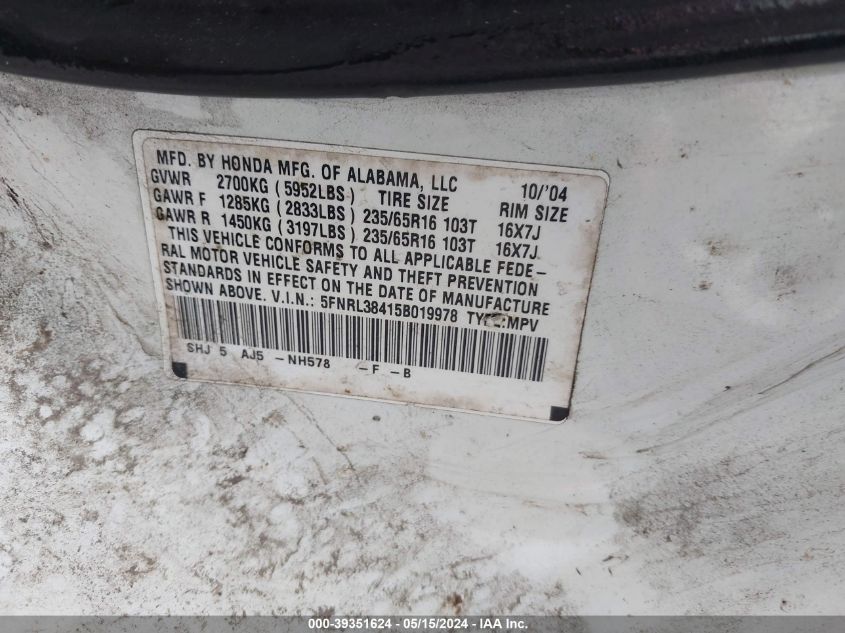 MFD. BY HONDA MFG. OF ALABAMA, LLC 10/'04
GVWR 2700KG (5952LBS) TIRE SIZE RIM SIZE
GAWR F 1285KG (2833LBS) 235/65R16 103T 16X7J
GAWR R 1450KG (3197LBS) 235/65R16 103T 16X7J
THIS VEHICLE CONFORMS TO ALL APPLICABLE FEDE-
RAL MOTOR VEHICLE SAFETY AND THEFT PREVENTION
STANDARDS IN EFFECT ON THE DATE OF MANUFACTURE
SHOWN ABOVE. V.I.N.: 5FNRL38415B019978 TYPE:MPV
SHJ 5 AJ5 -NH578 -F -B
000-39351624 - 05/15/2024 - IAA Inc.